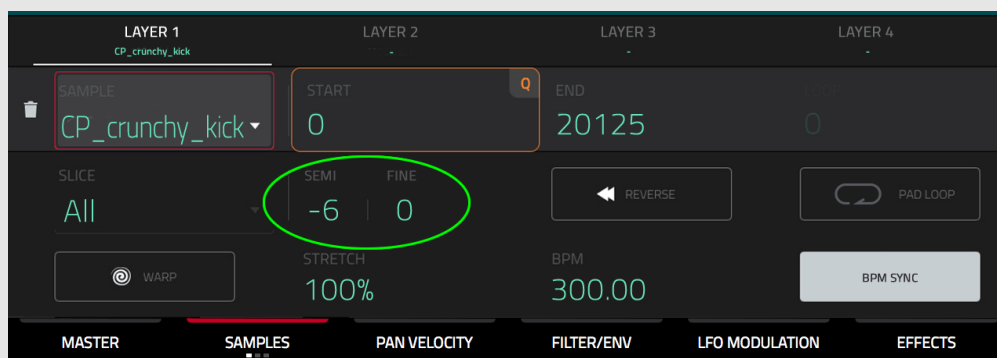 LAYER 1 LAYER 2 LAYER 3 LAYER 4
CP_crunchy_kick - - -
SAMPLE START Q END
CP_crunchy_kick 0 20125 0
SLICE SEMI FINE
All -6 0 REVERSE PAD LOOP
STRETCH BPM
WARP 100% 300.00 BPM SYNC
MASTER SAMPLES PAN VELOCITY FILTER/ENV LFO MODULATION EFFECTS